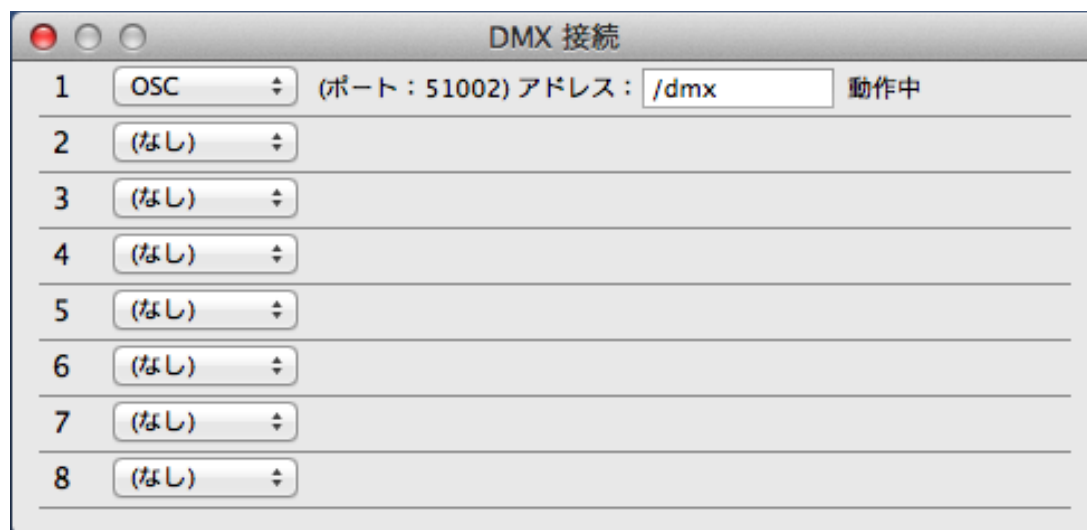 DMX 接続
1 OSC (ポート：51002) アドレス： /dmx 動作中
2 (なし)
3 (なし)
4 (なし)
5 (なし)
6 (なし)
7 (なし)
8 (なし)